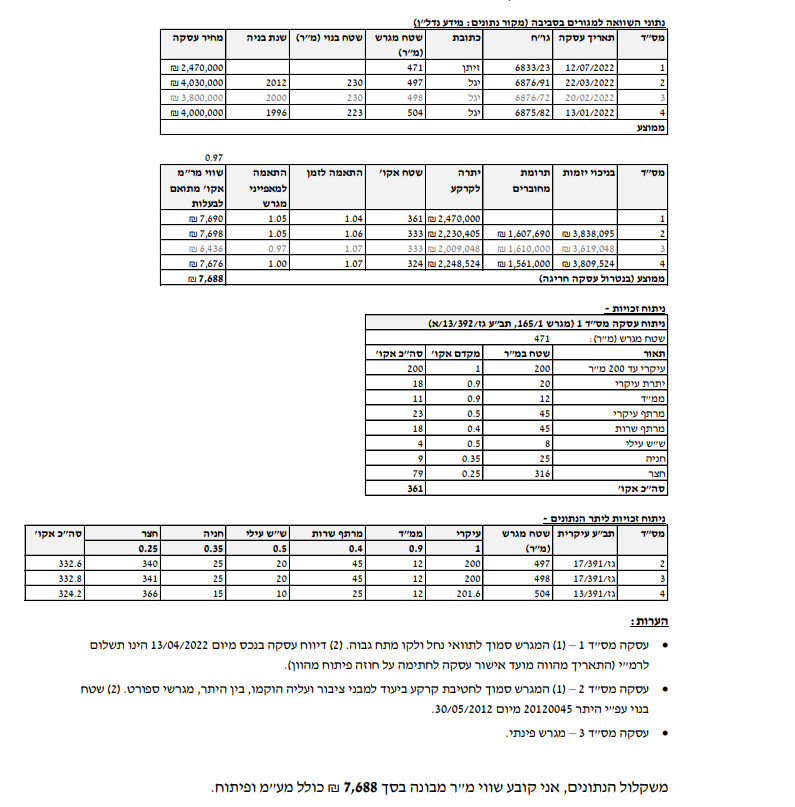 נתוני השוואה למגורים בסביבה (מקור נתונים: מידע נדל"ן)
מס"ד תאריך עסקה גו"ח כתובת שטח מגרש (מ"ר) שטח בנוי (מ"ר) שנת בניה מחיר עסקה
1 12/07/2022 6833/23 זיתן 471 2,470,000 ₪
2 22/03/2022 6876/91 יגל 497 230 2012 4,030,000 ₪
3 20/02/2022 6876/72 יגל 498 230 2000 3,800,000 ₪
4 13/01/2022 6875/82 יגל 504 223 1996 4,000,000 ₪
ממוצע
0.97
מס"ד בניכוי יזמות תרומת מחוברים יתרה לקרקע שטח אקו' התאמה לזמן התאמה למאפייני מגרש שווי מר"מ אקו' מתואם לבעלות
1 2,470,000 ₪ 361 1.04 1.05 7,690 ₪
2 3,838,095 ₪ 1,607,690 ₪ 2,230,405 ₪ 333 1.06 1.05 7,698 ₪
3 3,619,048 ₪ 1,610,000 ₪ 2,009,048 ₪ 333 1.07 0.97 6,436 ₪
4 3,809,524 ₪ 1,561,000 ₪ 2,248,524 ₪ 324 1.07 1.00 7,676 ₪
ממוצע (בנטרול עסקה חריגה) 7,688 ₪
ניתוח זכויות -
ניתוח עסקה מס"ד 1 (מגרש 165/1, תב"ע גז/13/392/א)
שטח מגרש (מ"ר): 471
תאור שטח במ"ר מקדם אקו' סה"כ אקו'
עיקרי עד 200 מ"ר 200 1 200
יתרת עיקרי 20 0.9 18
ממ"ד 12 0.9 11
מרתף עיקרי 45 0.5 23
מרתף שרות 45 0.4 18
ש"ש עילי 8 0.5 4
חניה 25 0.35 9
חצר 316 0.25 79
סה"כ אקו' 361
ניתוח זכויות ליתר הנתונים -
מס"ד תב"ע עיקרית שטח מגרש (מ"ר) עיקרי ממ"ד מרתף שרות ש"ש עילי חניה חצר סה"כ אקו'
1 0.9 0.4 0.5 0.35 0.25
2 גז/17/391 497 200 12 45 20 25 340 332.6
3 גז/17/391 498 200 12 45 20 25 341 332.8
4 גז/13/391 504 201.6 12 25 10 15 366 324.2
הערות:
• עסקה מס"ד 1 – (1) המגרש סמוך לתוואי נחל ולקו מתח גבוה. (2) דיווח עסקה בנכס מיום 13/04/2022 הינו תשלום
לרמ"י (התאריך מהווה מועד אישור עסקה לחתימה על חוזה פיתוח מהוון).
• עסקה מס"ד 2 – (1) המגרש סמוך לחטיבת קרקע ביעוד למבני ציבור ועליה הוקמו, בין היתר, מגרשי ספורט. (2) שטח
בנוי עפ"י היתר 20120045 מיום 30/05/2012.
• עסקה מס"ד 3 – מגרש פינתי.
משקלול הנתונים, אני קובע שווי מ"ר מבונה בסך 7,688 ₪ כולל מע"מ ופיתוח.